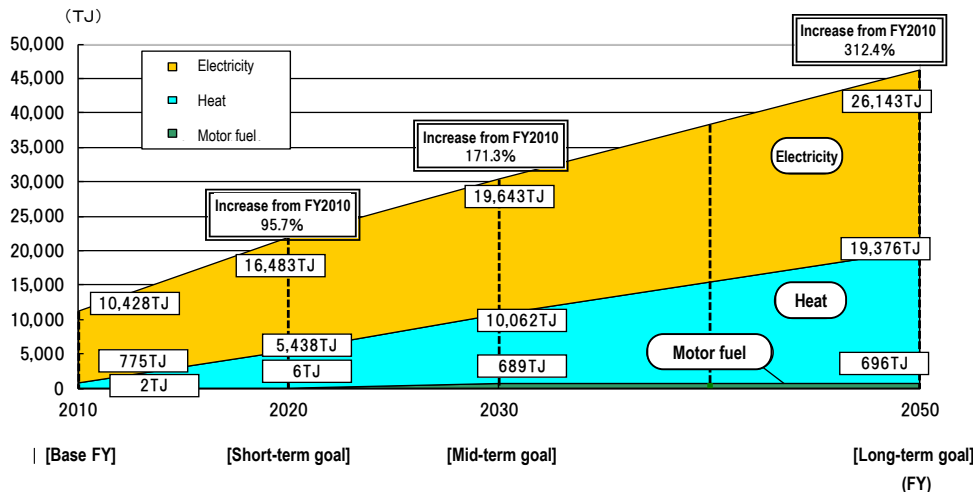 （TJ）
50,000
45,000
40,000
35,000
30,000
25,000
20,000
15,000
10,000
5,000
0
Electricity
Heat
Motor fuel
Increase from FY2010
312.4%
Increase from FY2010
171.3%
Increase from FY2010
95.7%
26,143TJ
Electricity
19,643TJ
16,483TJ
10,428TJ
19,376TJ
Heat
10,062TJ
5,438TJ
775TJ
Motor fuel
696TJ
689TJ
6TJ
2TJ
2010
2020
2030
2050
| [Base FY]
[Short-term goal]
[Mid-term goal]
[Long-term goal]
(FY)